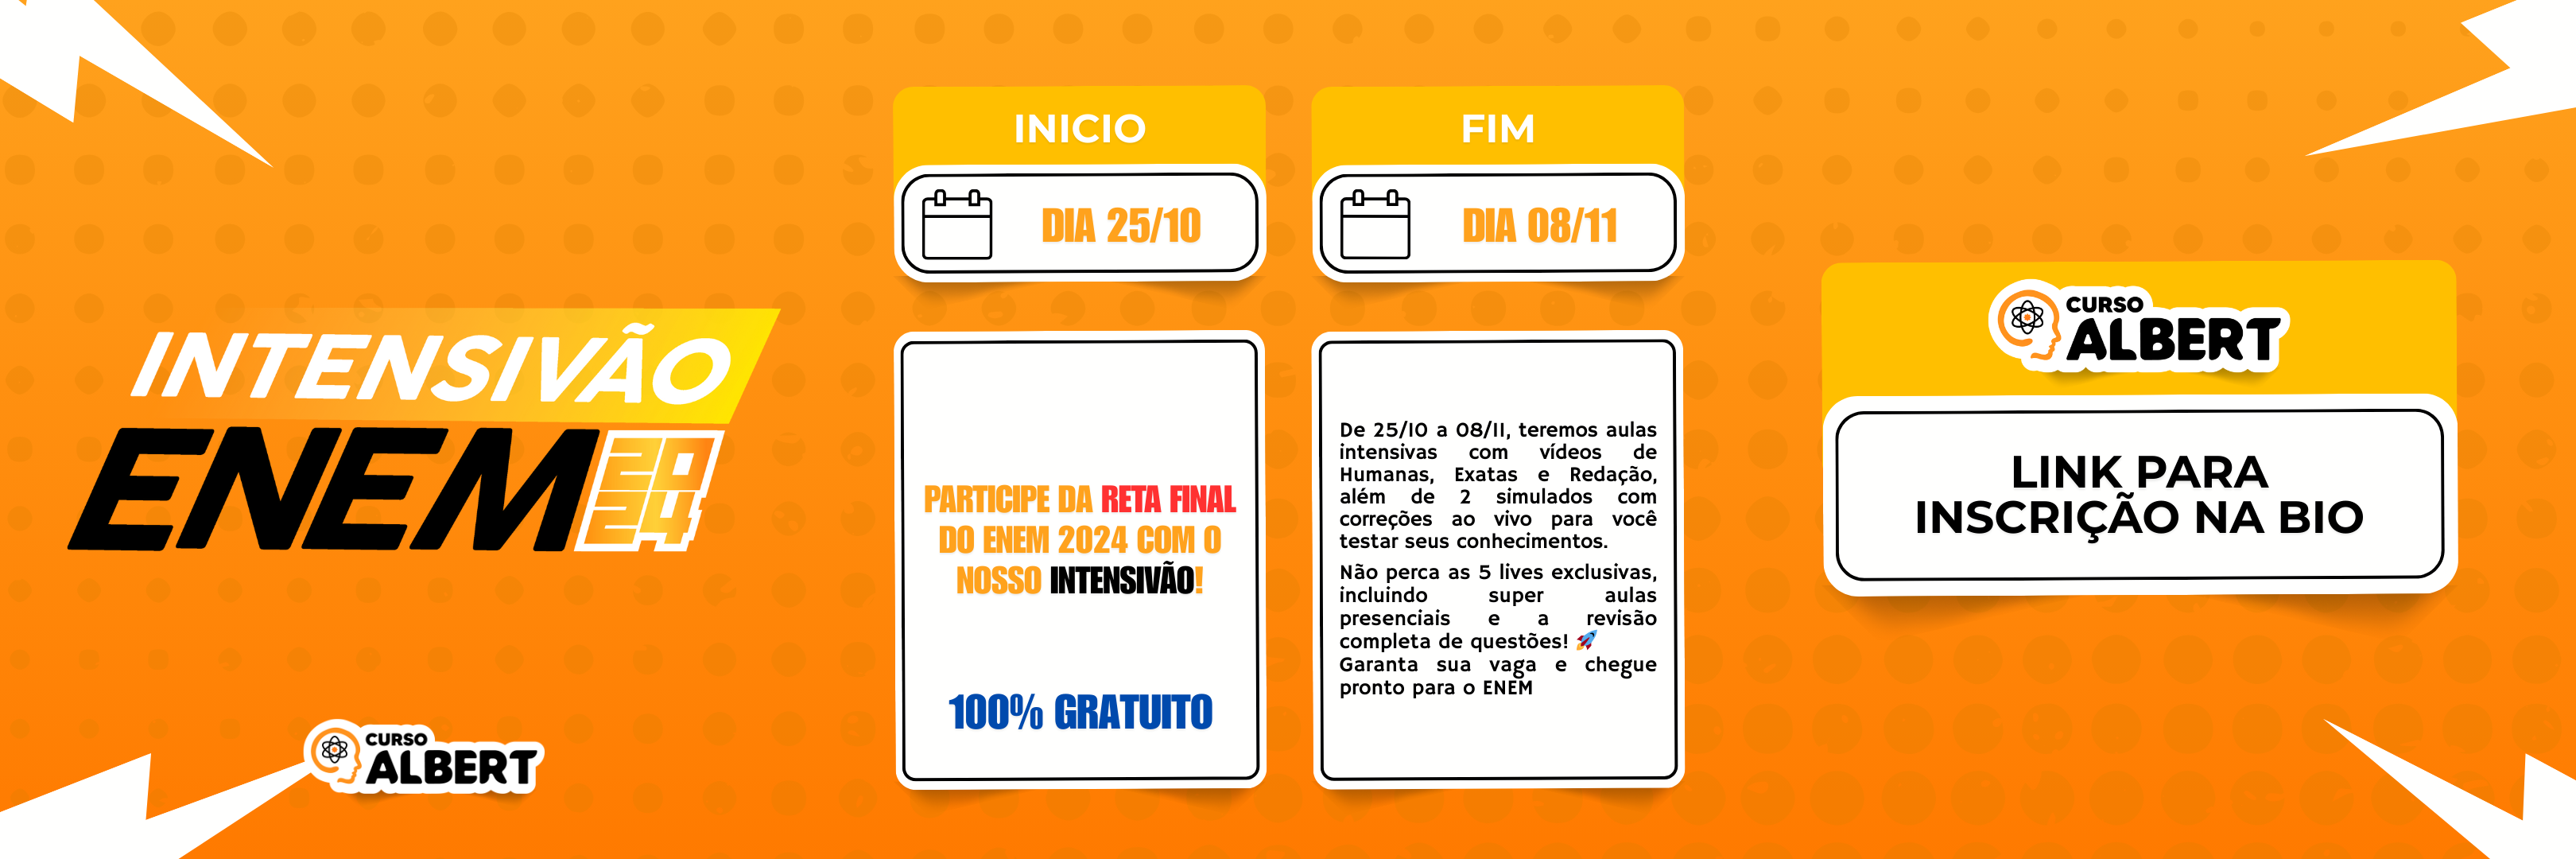 INTENSIVÃO
ENEM 2024
CURSO
ALBERT
INICIO
DIA 25/10
PARTICIPE DA RETA FINAL
DO ENEM 2024 COM O
NOSSO INTENSIVÃO!
100% GRATUITO
FIM
DIA 08/11
De 25/10 a 08/11, teremos aulas
intensivas com vídeos de
Humanas, Exatas e Redação,
além de 2 simulados com
correções ao vivo para você
testar seus conhecimentos.
Não perca as 5 lives exclusivas,
incluindo super aulas
presenciais e a revisão
completa de questões! 🚀
Garanta sua vaga e chegue
pronto para o ENEM
CURSO
ALBERT
LINK PARA
INSCRIÇÃO NA BIO